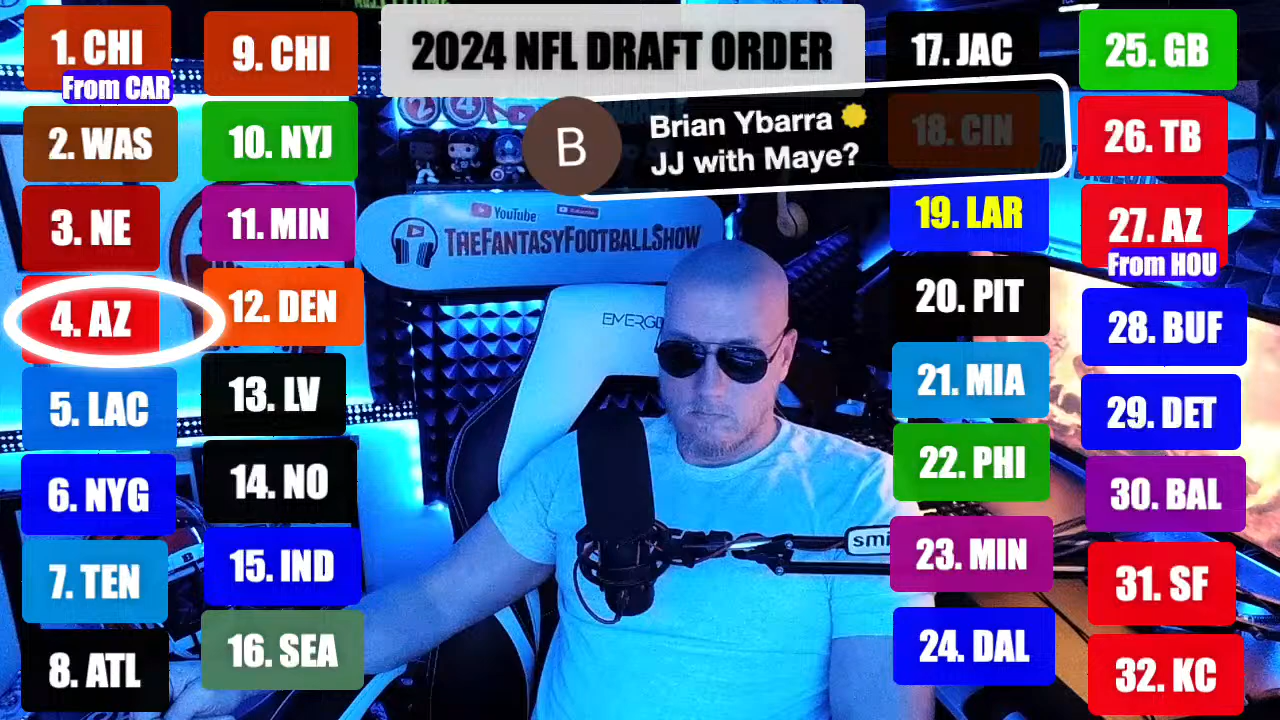 2024 NFL DRAFT ORDER
1. CHI
From CAR
2. WAS
3. NE
4. AZ
5. LAC
6. NYG
7. TEN
8. ATL
9. CHI
10. NYJ
11. MIN
12. DEN
13. LV
14. NO
15. IND
16. SEA
B
Brian Ybarra
JJ with Maye?
YouTube
THEFANTASYFOOTBALLSHOW
2 4
EMERG
smi
17. JAC
18. CIN
19. LAR
20. PIT
21. MIA
22. PHI
23. MIN
24. DAL
25. GB
26. TB
27. AZ
From HOU
28. BUF
29. DET
30. BAL
31. SF
32. KC